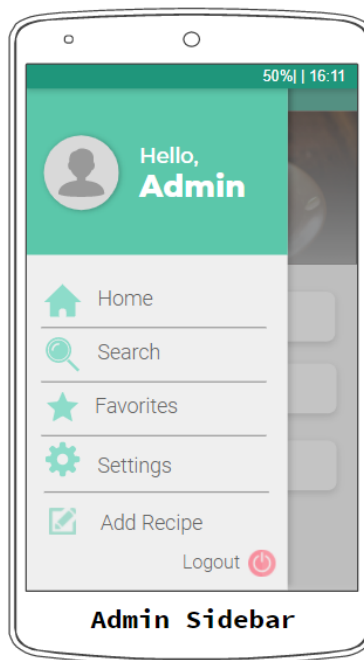 50%| | 16:11
Hello,
Admin
Home
Search
Favorites
Settings
Add Recipe
Logout
Admin Sidebar